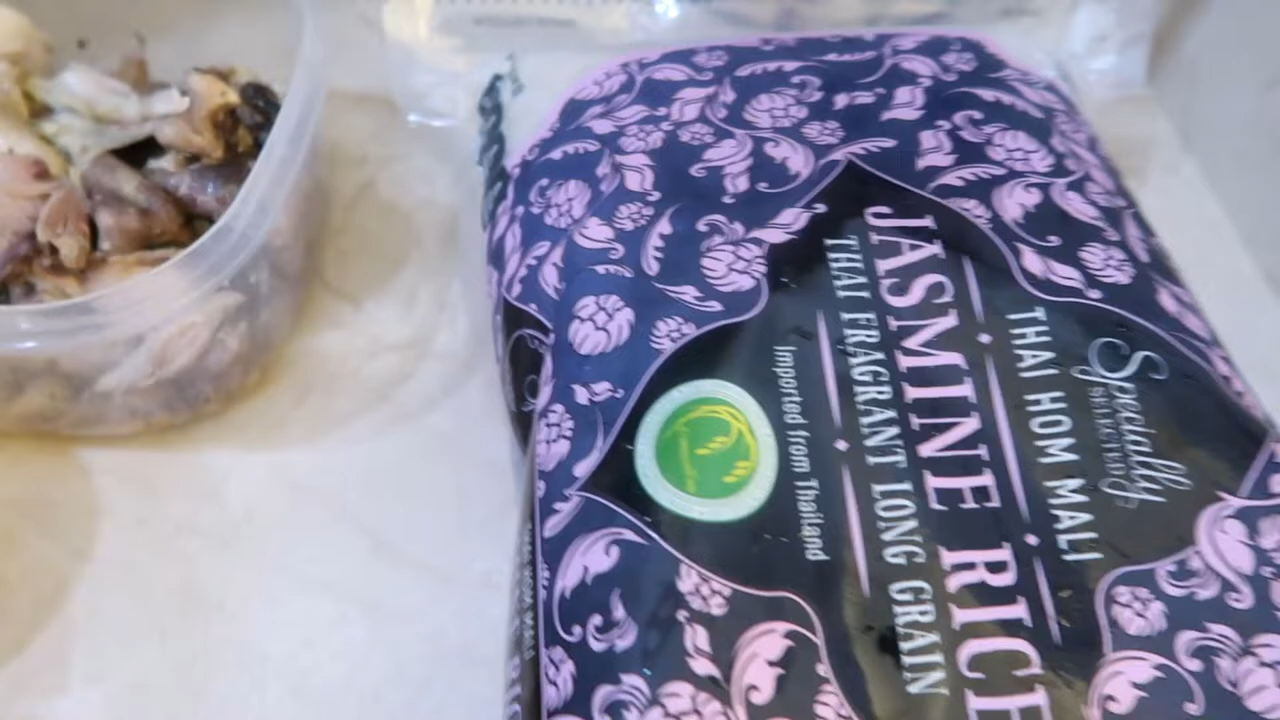 Specially
SELECTED
THAI HOM MALI
JASMINE RICE
THAI FRAGRANT LONG GRAIN
Imported from Thailand